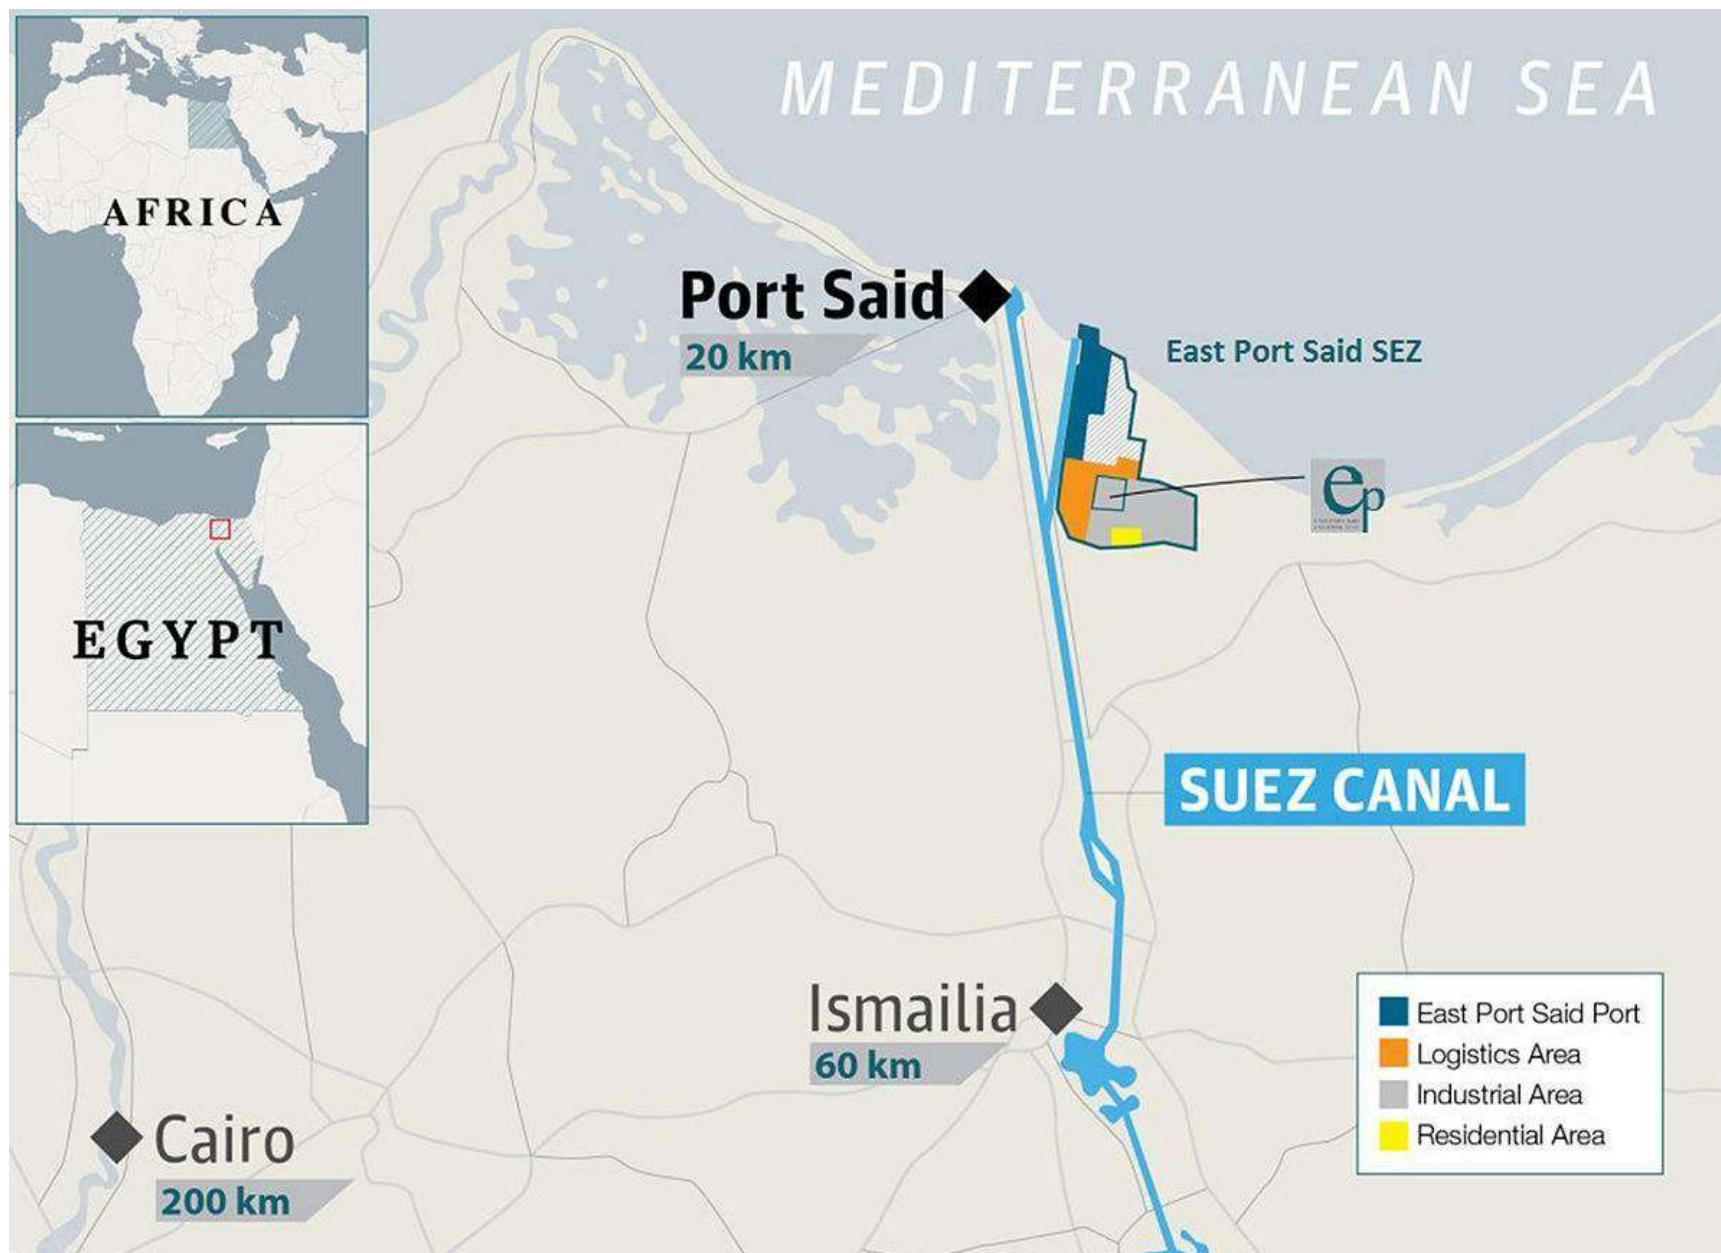 MEDITERRANEAN SEA
AFRICA
Port Said
20 km
East Port Said SEZ
ep
EGYPT
SUEZ CANAL
Ismailia
60 km
Cairo
200 km
East Port Said Port
Logistics Area
Industrial Area
Residential Area